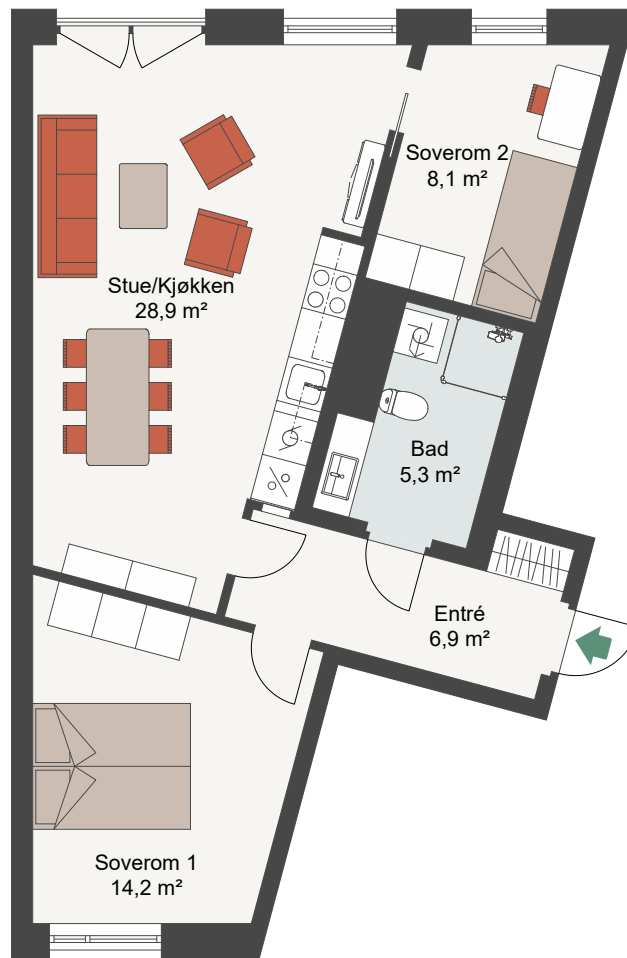 Soverom 2
8,1 m²
Stue/Kjøkken
28,9 m²
Bad
5,3 m²
Entré
6,9 m²
Soverom 1
14,2 m²